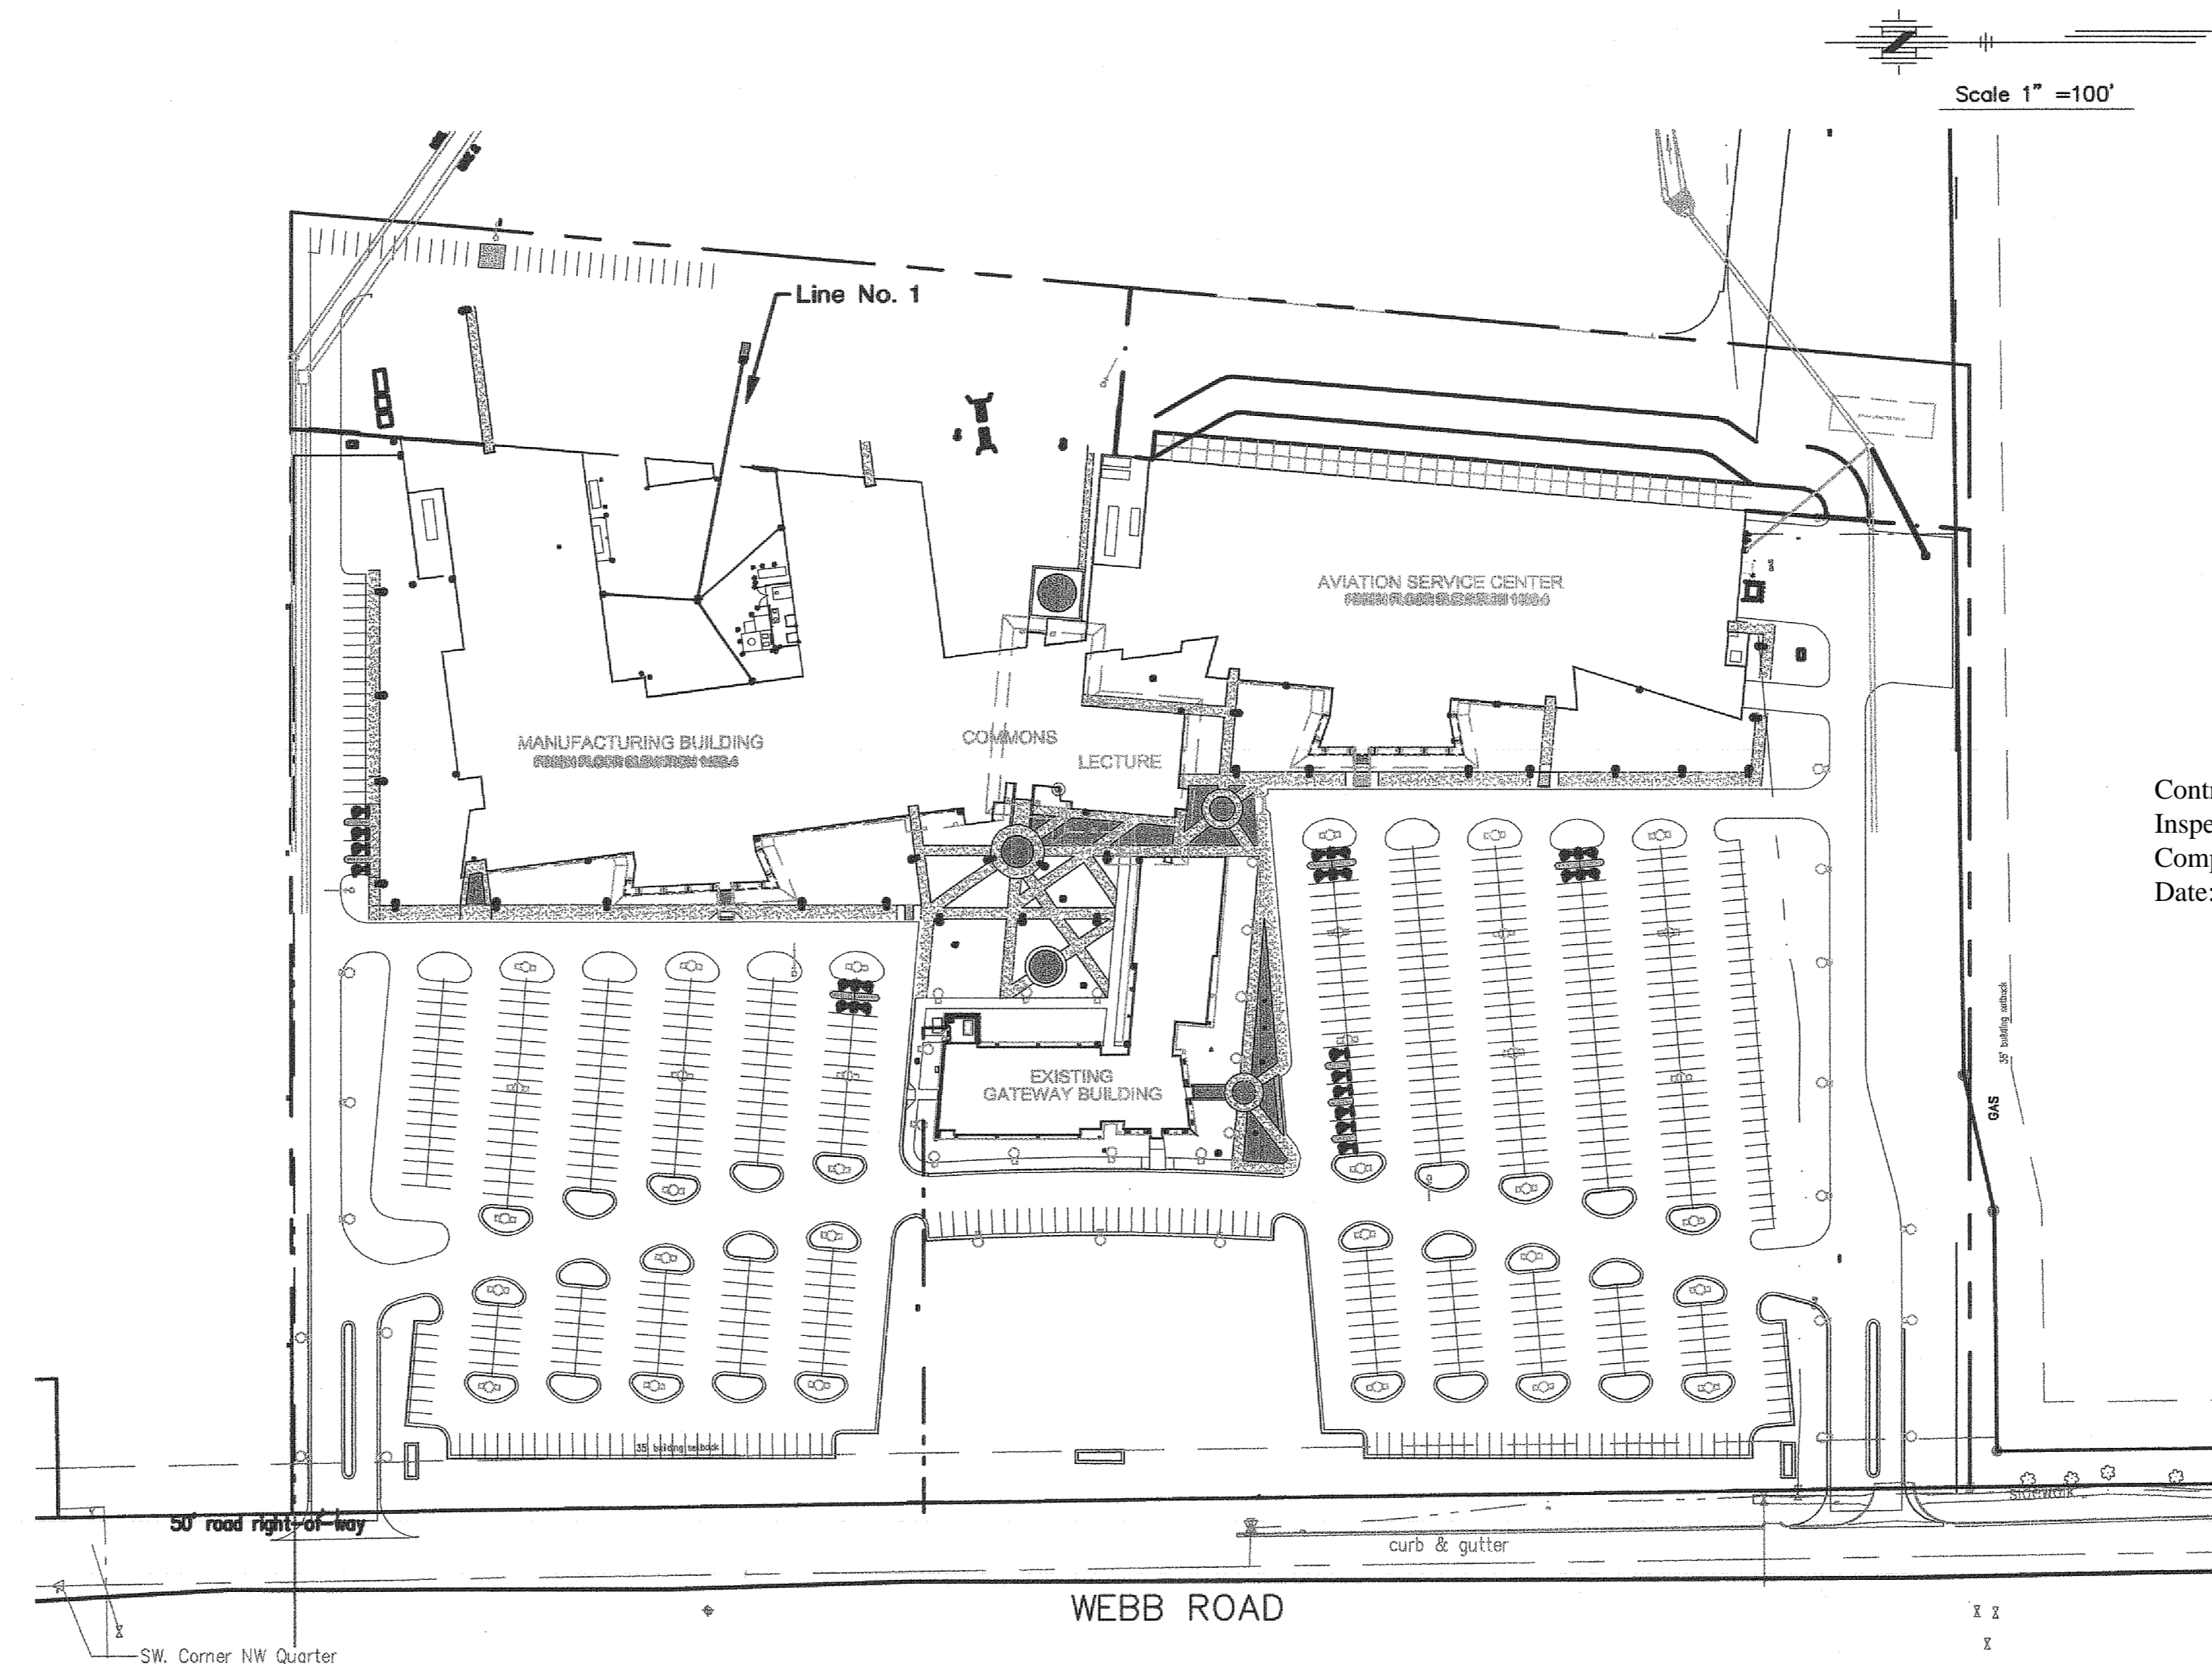 Scale 1" =100'
Line No. 1
AVIATION SERVICE CENTER
MANUFACTURING BUILDING
COMMONS
LECTURE
Date:
35' building setback
GAS
EXISTING
GATEWAY BUILDING
35' building setback
50' road right-of-way
sidewalk
curb & gutter
WEBB ROAD
SW. Corner NW Quarter